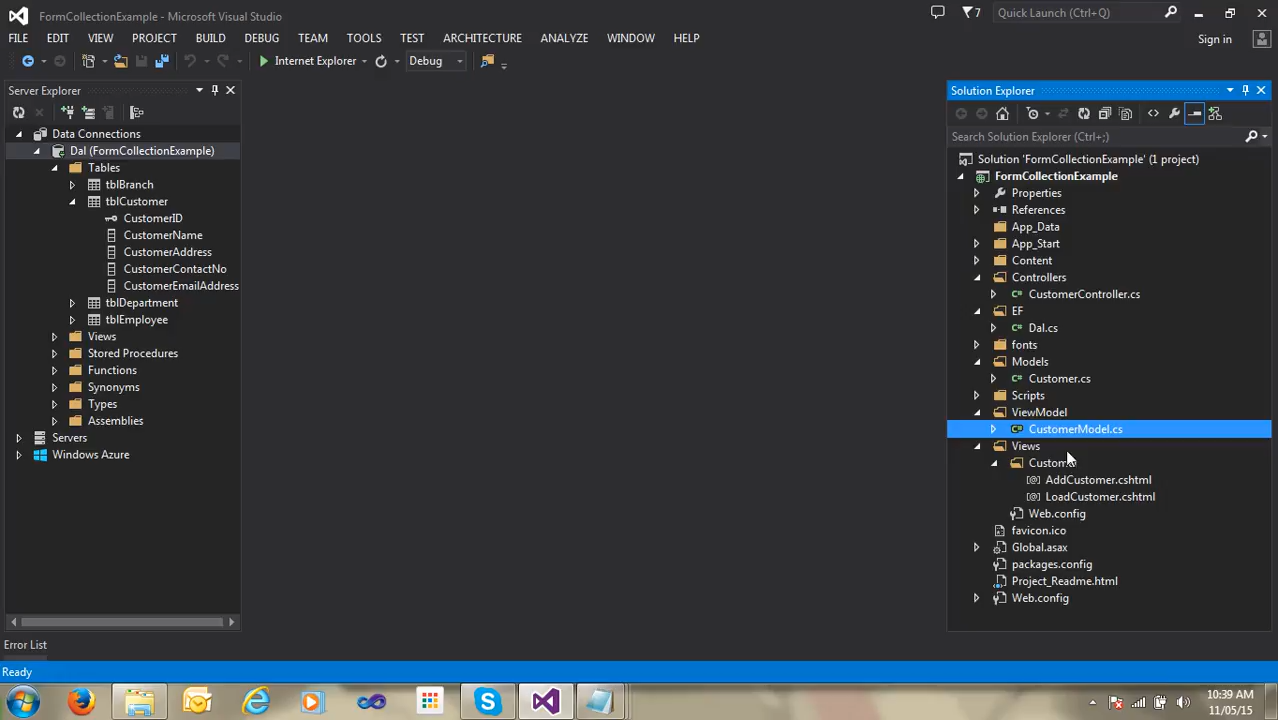 FormCollectionExample - Microsoft Visual Studio
7
Quick Launch (Ctrl+Q)
FILE EDIT VIEW PROJECT BUILD DEBUG TEAM TOOLS TEST ARCHITECTURE ANALYZE WINDOW HELP
Sign in
Internet Explorer
Debug
Server Explorer
Data Connections
Dal (FormCollectionExample)
Tables
tblBranch
tblCustomer
CustomerID
CustomerName
CustomerAddress
CustomerContactNo
CustomerEmailAddress
tblDepartment
tblEmployee
Views
Stored Procedures
Functions
Synonyms
Types
Assemblies
Servers
Windows Azure
Solution Explorer
Search Solution Explorer (Ctrl+;)
Solution 'FormCollectionExample' (1 project)
FormCollectionExample
Properties
References
App_Data
App_Start
Content
Controllers
C# CustomerController.cs
EF
C# Dal.cs
fonts
Models
C# Customer.cs
Scripts
ViewModel
C# CustomerModel.cs
Views
Customer
[@] AddCustomer.cshtml
[@] LoadCustomer.cshtml
Web.config
favicon.ico
Global.asax
packages.config
Project_Readme.html
Web.config
Error List
Ready
10:39 AM
11/05/15